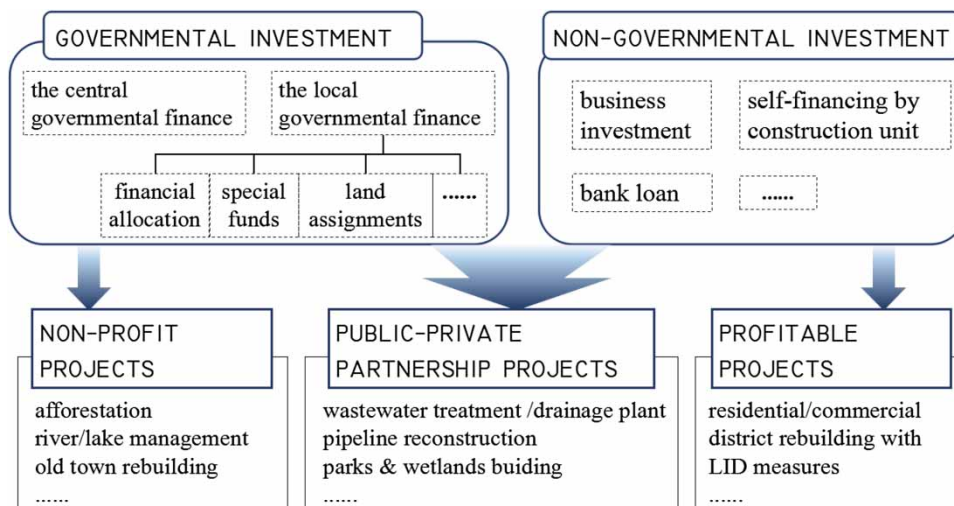 GOVERNMENTAL INVESTMENT
the central
governmental finance
the local
governmental finance
financial
allocation
special
funds
land
assignments
......
NON-GOVERNMENTAL INVESTMENT
business
investment
self-financing by
construction unit
bank loan
......
NON-PROFIT
PROJECTS
afforestation
river/lake management
old town rebuilding
......
PUBLIC-PRIVATE
PARTNERSHIP PROJECTS
wastewater treatment /drainage plant
pipeline reconstruction
parks & wetlands buiding
......
PROFITABLE
PROJECTS
residential/commercial
district rebuilding with
LID measures
......